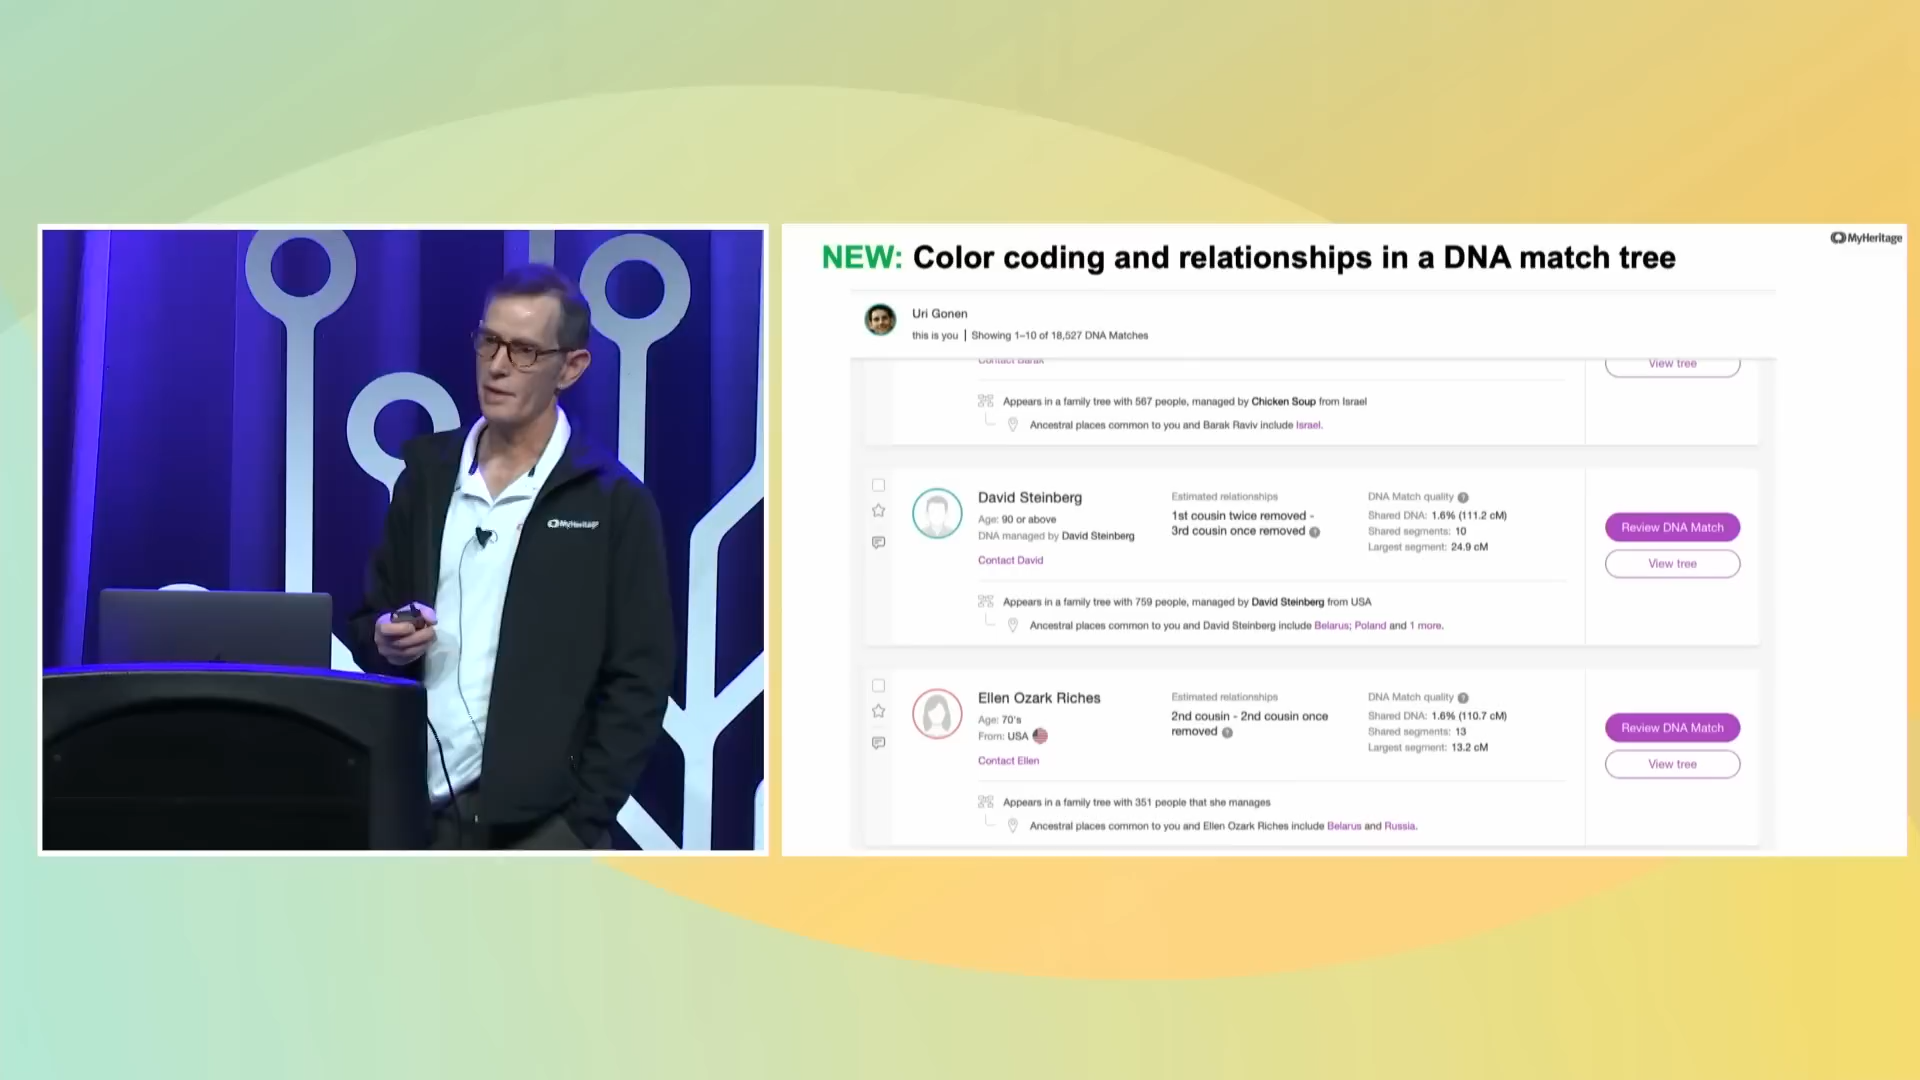 MyHeritage
NEW: Color coding and relationships in a DNA match tree
MyHeritage
Uri Gonen
this is you | Showing 1–10 of 18,527 DNA Matches
Contact Barak
View tree
Appears in a family tree with 567 people, managed by Chicken Soup from Israel
Ancestral places common to you and Barak Raviv include Israel.
David Steinberg
Age: 90 or above
DNA managed by David Steinberg
Contact David
Estimated relationships
1st cousin twice removed -
3rd cousin once removed ?
DNA Match quality ?
Shared DNA: 1.6% (111.2 cM)
Shared segments: 10
Largest segment: 24.9 cM
Review DNA Match
View tree
Appears in a family tree with 759 people, managed by David Steinberg from USA
Ancestral places common to you and David Steinberg include Belarus; Poland and 1 more.
Ellen Ozark Riches
Age: 70's
From: USA
Contact Ellen
Estimated relationships
2nd cousin - 2nd cousin once
removed ?
DNA Match quality ?
Shared DNA: 1.6% (110.7 cM)
Shared segments: 13
Largest segment: 13.2 cM
Review DNA Match
View tree
Appears in a family tree with 351 people that she manages
Ancestral places common to you and Ellen Ozark Riches include Belarus and Russia.